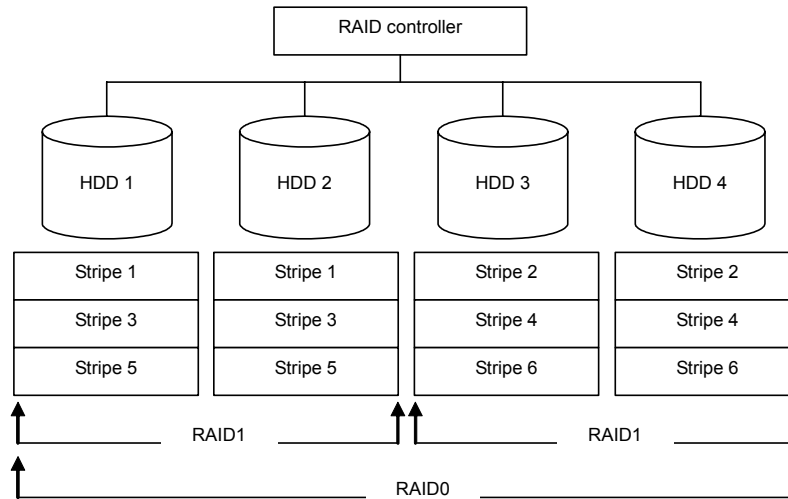 RAID controller
HDD 1 HDD 2 HDD 3 HDD 4
Stripe 1 Stripe 1 Stripe 2 Stripe 2
Stripe 3 Stripe 3 Stripe 4 Stripe 4
Stripe 5 Stripe 5 Stripe 6 Stripe 6
RAID1 RAID1
RAID0